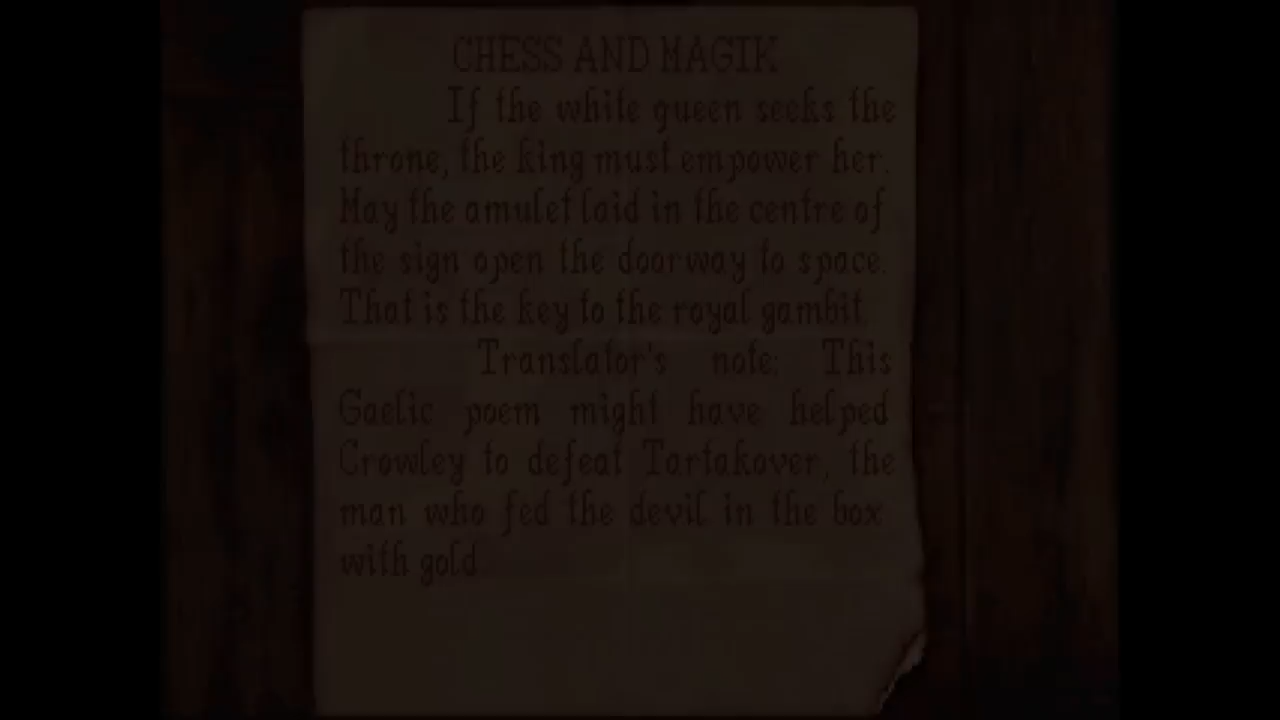 CHESS AND MAGIK
If the white queen seeks the
throne, the king must empower her.
May the amulet laid in the centre of
the sign open the doorway to space.
That is the key to the royal gambit.
Translator's note: This
Gaelic poem might have helped
Crowley to defeat Tartakover, the
man who fed the devil in the box
with gold